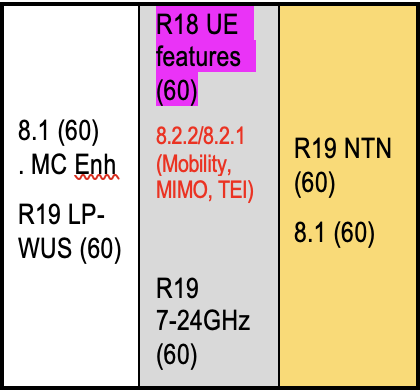 8.1 (60)
. MC Enh
R19 LP-
WUS (60)
R18 UE
features
(60)
8.2.2/8.2.1
(Mobility,
MIMO, TEI)
R19
7-24GHz
(60)
R19 NTN
(60)
8.1 (60)